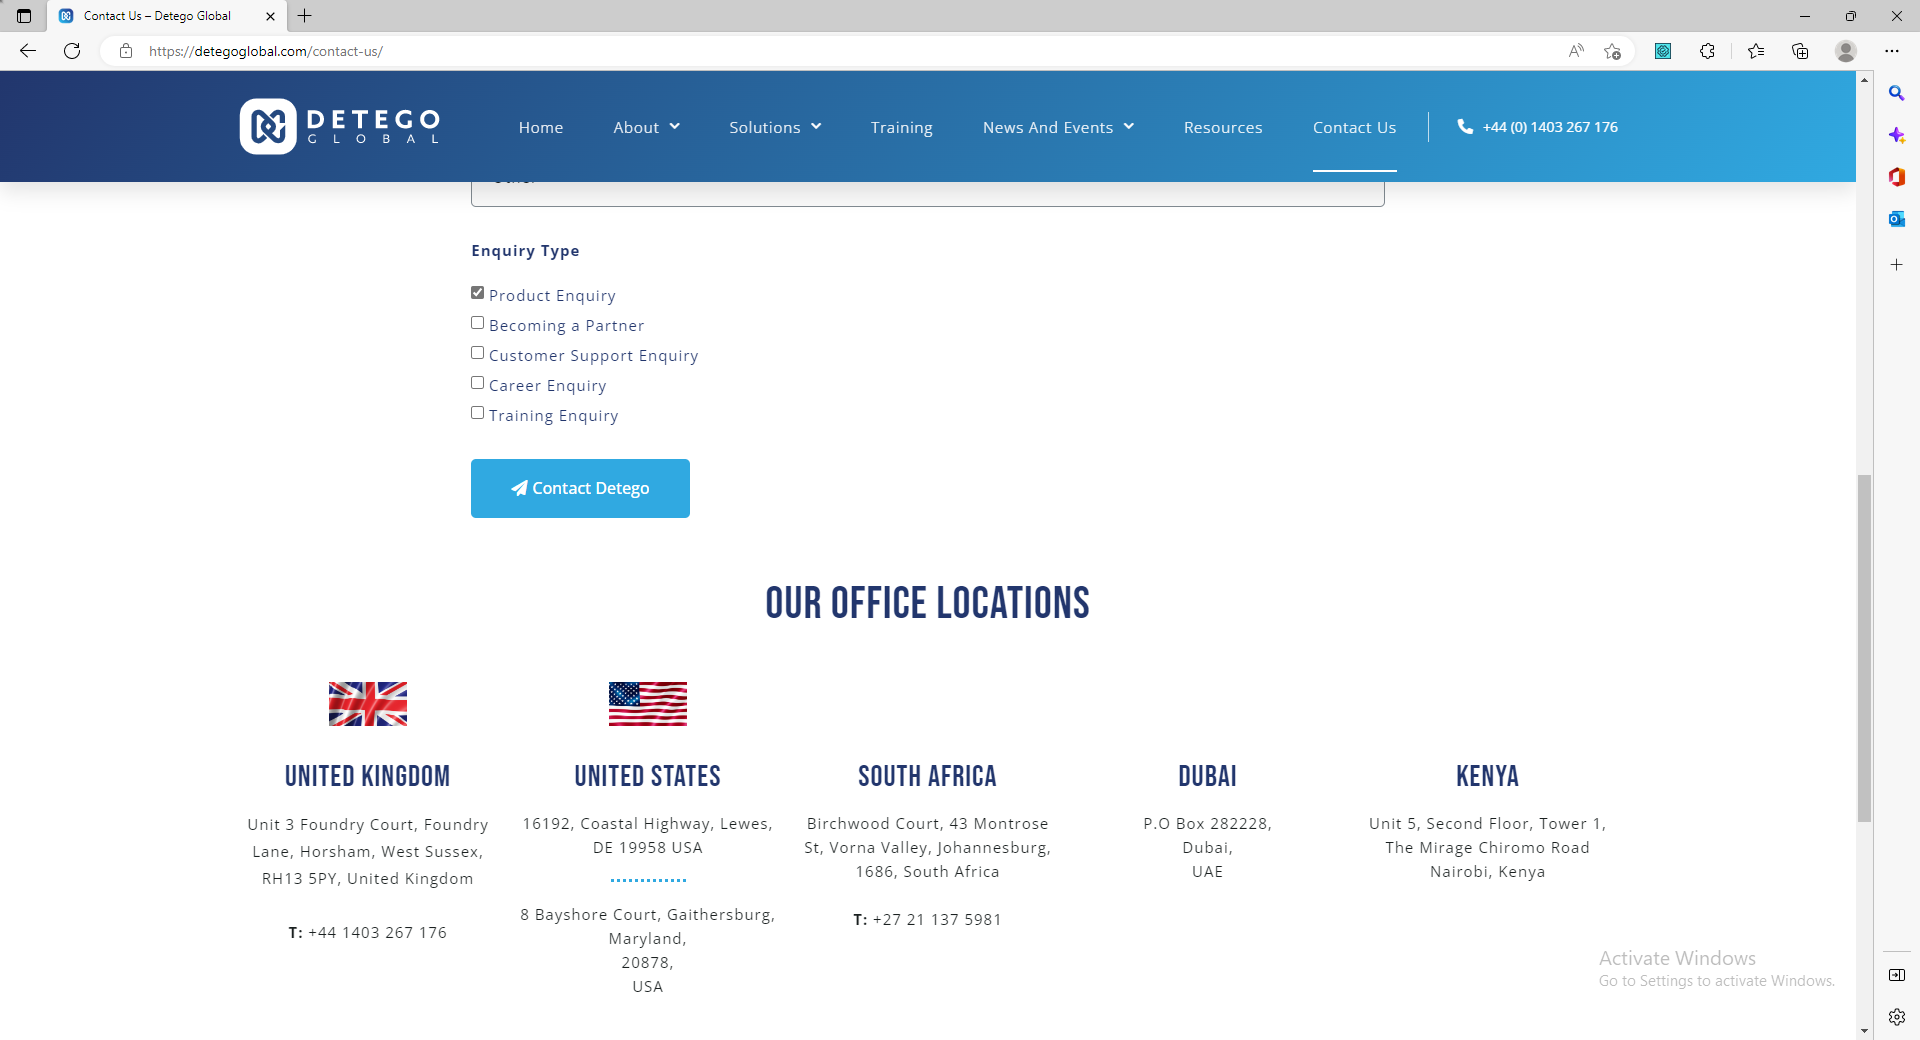 Contact Us – Detego Global
https://detegoglobal.com/contact-us/
DETEGO
GLOBAL
Home
About
Solutions
Training
News And Events
Resources
Contact Us
+44 (0) 1403 267 176
Enquiry Type
Product Enquiry
Becoming a Partner
Customer Support Enquiry
Career Enquiry
Training Enquiry
Contact Detego
OUR OFFICE LOCATIONS
UNITED KINGDOM
Unit 3 Foundry Court, Foundry
Lane, Horsham, West Sussex,
RH13 5PY, United Kingdom
T: +44 1403 267 176
UNITED STATES
16192, Coastal Highway, Lewes,
DE 19958 USA
8 Bayshore Court, Gaithersburg,
Maryland,
20878,
USA
SOUTH AFRICA
Birchwood Court, 43 Montrose
St, Vorna Valley, Johannesburg,
1686, South Africa
T: +27 21 137 5981
DUBAI
P.O Box 282228,
Dubai,
UAE
KENYA
Unit 5, Second Floor, Tower 1,
The Mirage Chiromo Road
Nairobi, Kenya
Activate Windows
Go to Settings to activate Windows.